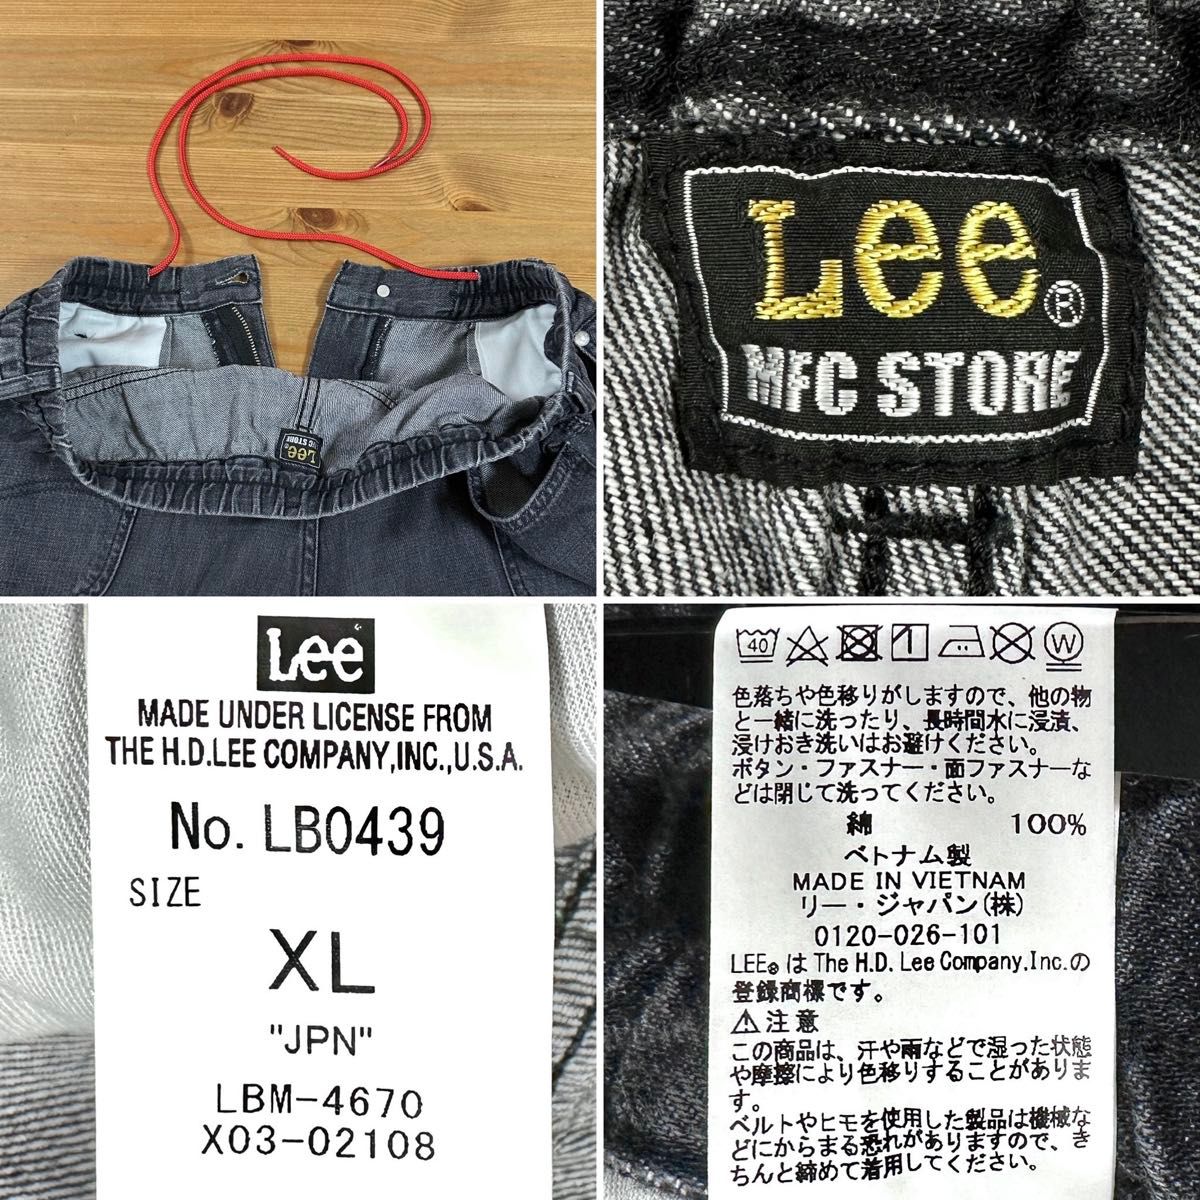 Lee
MFC STORE
Lee®
MFC STORE
Lee
MADE UNDER LICENSE FROM
THE H.D.LEE COMPANY,INC.,U.S.A.
No. LB0439
SIZE
XL
"JPN"
LBM-4670
X03-02108
40 1 W
色落ちや色移りがしますので、他の物
と一緒に洗ったり、長時間水に浸漬、
浸けおき洗いはお避けください。
ボタン・ファスナー・面ファスナーな
どは閉じて洗ってください。
綿 100%
ベトナム製
MADE IN VIETNAM
リー・ジャパン(株)
0120-026-101
LEE® は The H.D. Lee Company,Inc.の
登録商標です。
⚠注意
この商品は、汗や雨などで湿った状態
や摩擦により色移りすることがありま
す。
ベルトやヒモを使用した製品は機械な
どにからまる恐れがありますので、き
ちんと締めて着用してください。